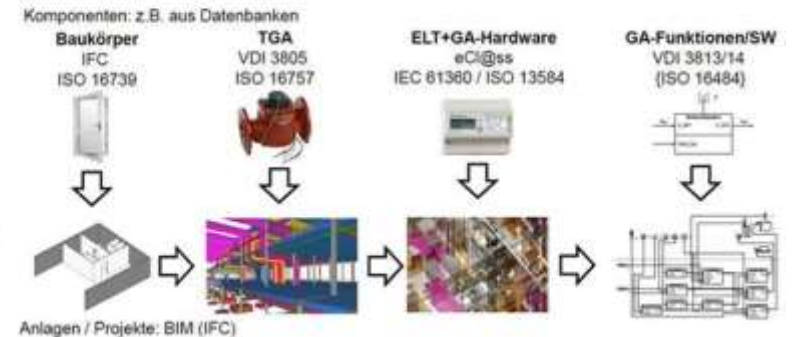 Komponenten: z.B. aus Datenbanken
Baukörper
IFC
ISO 16739
TGA
VDI 3805
ISO 16757
ELT+GA-Hardware
eCl@ss
IEC 61360 / ISO 13584
GA-Funktionen/SW
VDI 3813/14
{ISO 16484}
Anlagen / Projekte: BIM (IFC)